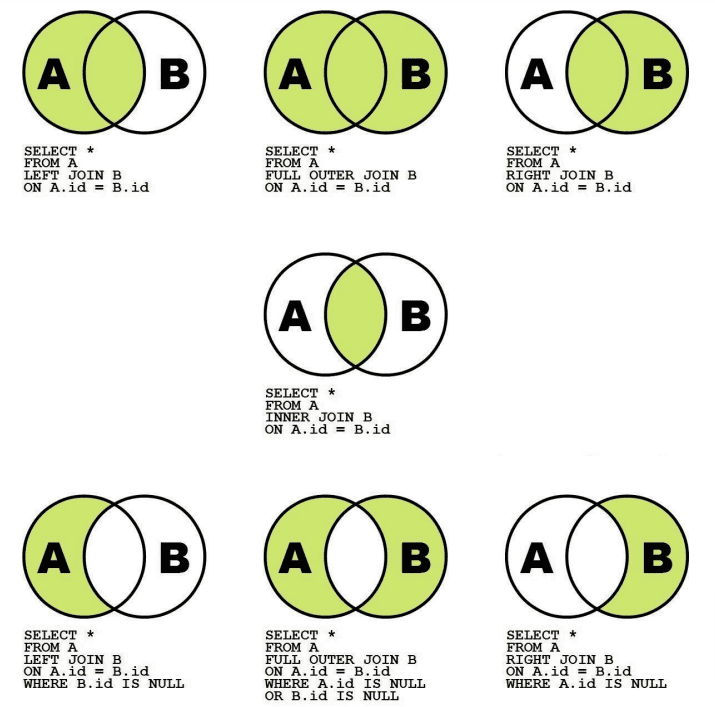 A B
SELECT *
FROM A
LEFT JOIN B
ON A.id = B.id
A B
SELECT *
FROM A
FULL OUTER JOIN B
ON A.id = B.id
A B
SELECT *
FROM A
RIGHT JOIN B
ON A.id = B.id
A B
SELECT *
FROM A
INNER JOIN B
ON A.id = B.id
A B
SELECT *
FROM A
LEFT JOIN B
ON A.id = B.id
WHERE B.id IS NULL
A B
SELECT *
FROM A
FULL OUTER JOIN B
ON A.id = B.id
WHERE A.id IS NULL
OR B.id IS NULL
A B
SELECT *
FROM A
RIGHT JOIN B
ON A.id = B.id
WHERE A.id IS NULL